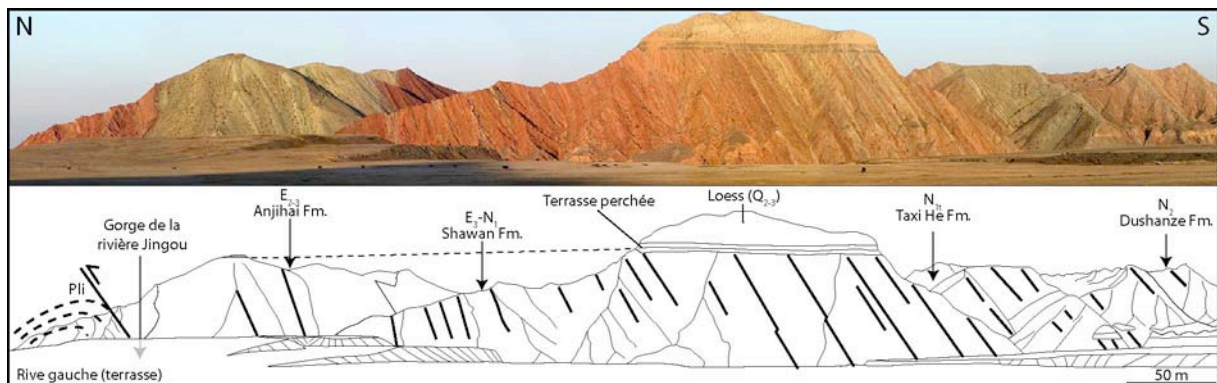 N
S
E2-3
Anjihai Fm.
Gorge de la
rivière Jingou
E3-N1
Shawan Fm.
Terrasse perchée
Loess (Q2-3)
N1t
Taxi He Fm.
N2
Dushanze Fm.
Pli
Rive gauche (terrasse)
50 m